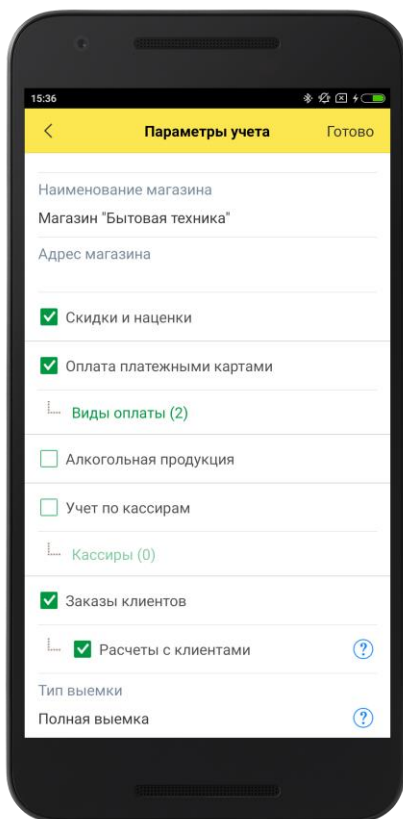 15:36
Параметры учета
Готово
Наименование магазина
Магазин "Бытовая техника"
Адрес магазина
Скидки и наценки
Оплата платежными картами
Виды оплаты (2)
Алкогольная продукция
Учет по кассирам
Кассиры (0)
Заказы клиентов
Расчеты с клиентами ?
Тип выемки
Полная выемка ?